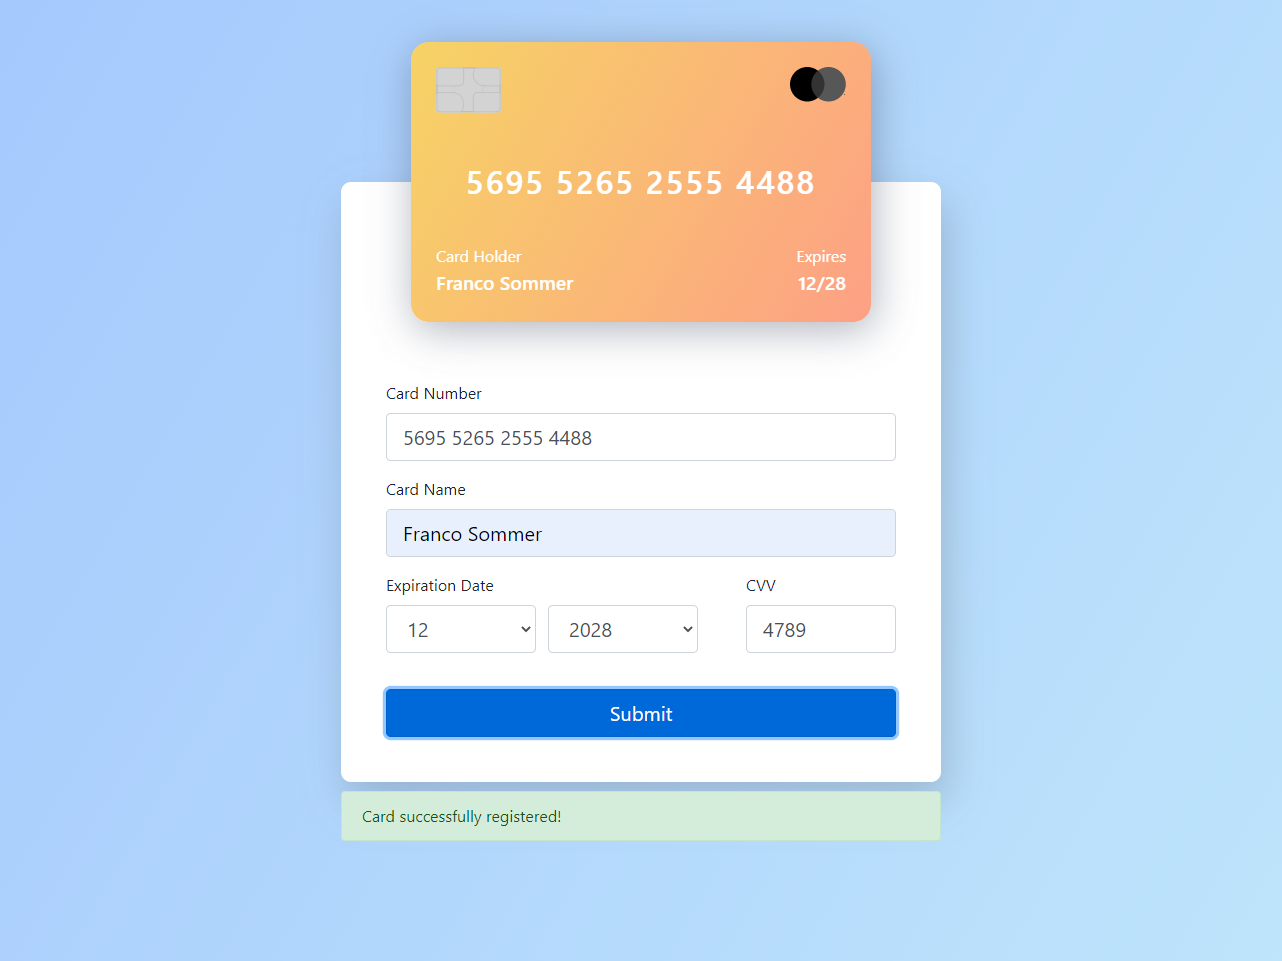 5695 5265 2555 4488
Card Holder
Expires
Franco Sommer
12/28
Card Number
5695 5265 2555 4488
Card Name
Franco Sommer
Expiration Date
CVV
12
2028
4789
Submit
Card successfully registered!